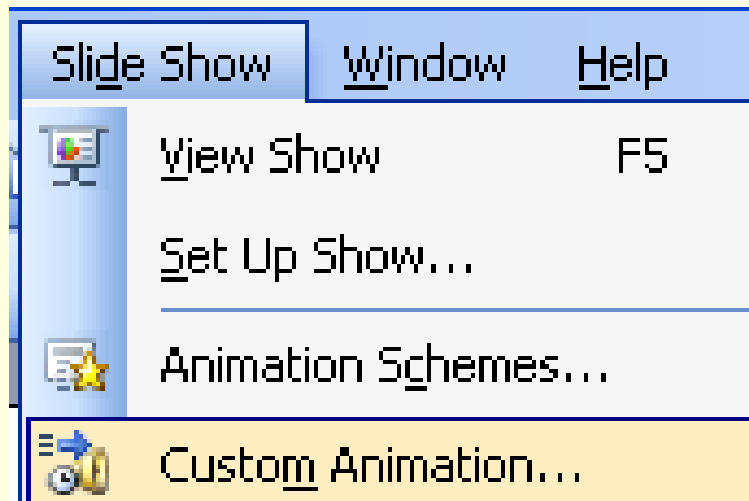 Slide Show Window Help
View Show F5
Set Up Show...
Animation Schemes...
Custom Animation...